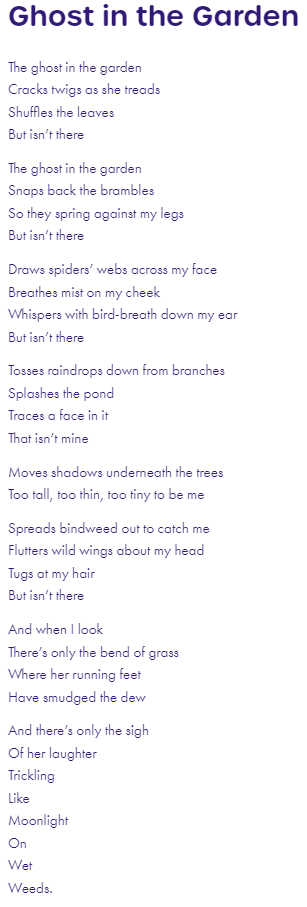 Ghost in the Garden
The ghost in the garden
Cracks twigs as she treads
Shuffles the leaves
But isn't there
The ghost in the garden
Snaps back the brambles
So they spring against my legs
But isn't there
Draws spiders' webs across my face
Breathes mist on my cheek
Whispers with bird-breath down my ear
But isn't there
Tosses raindrops down from branches
Splashes the pond
Traces a face in it
That isn't mine
Moves shadows underneath the trees
Too tall, too thin, too tiny to be me
Spreads bindweed out to catch me
Flutters wild wings about my head
Tugs at my hair
But isn't there
And when I look
There's only the bend of grass
Where her running feet
Have smudged the dew
And there's only the sigh
Of her laughter
Trickling
Like
Moonlight
On
Wet
Weeds.